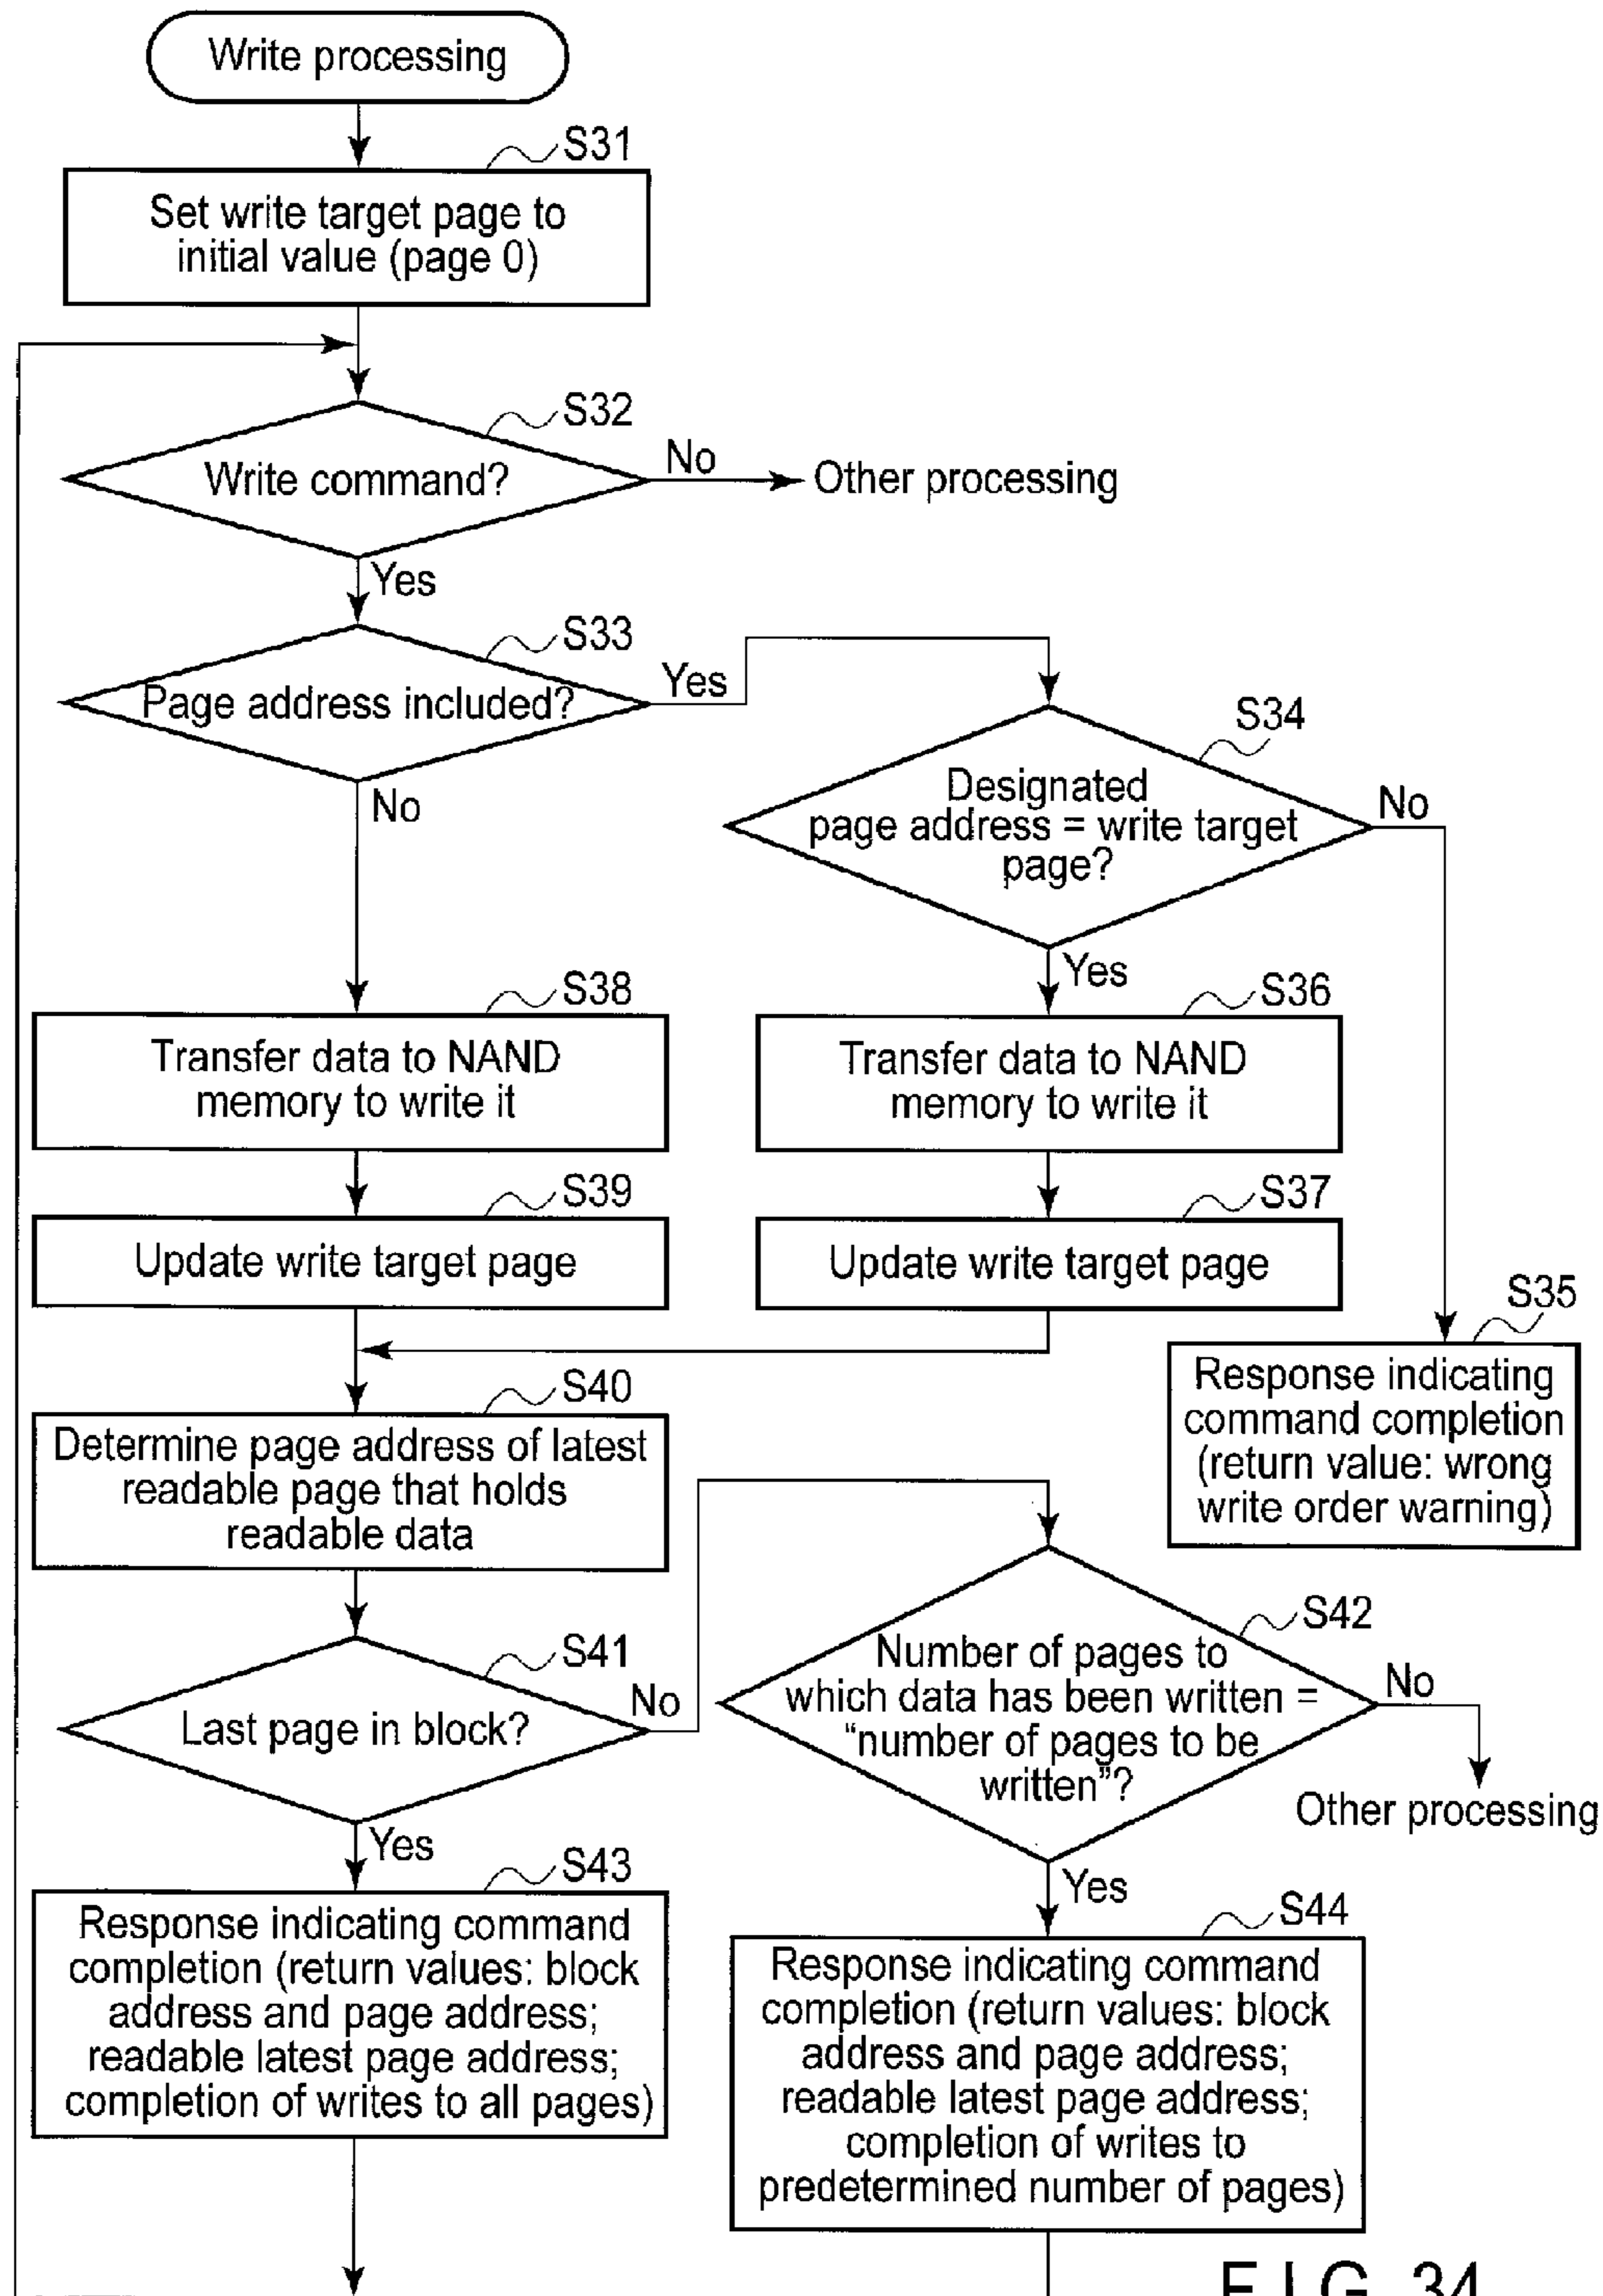 Write processing
S31
Set write target page to
initial value (page 0)
S32
Write command?
No
Other processing
Yes
S33
Page address included?
Yes
No
S34
Designated
page address = write target
page?
No
Yes
S38
Transfer data to NAND
memory to write it
S36
Transfer data to NAND
memory to write it
S39
Update write target page
S37
Update write target page
S35
Response indicating
command completion
(return value: wrong
write order warning)
S40
Determine page address of latest
readable page that holds
readable data
S41
Last page in block?
No
Yes
S42
Number of pages to
which data has been written =
“number of pages to be
written”?
No
Other processing
Yes
S43
Response indicating command
completion (return values: block
address and page address;
readable latest page address;
completion of writes to all pages)
S44
Response indicating command
completion (return values: block
address and page address;
readable latest page address;
completion of writes to
predetermined number of pages)
FIG. 34